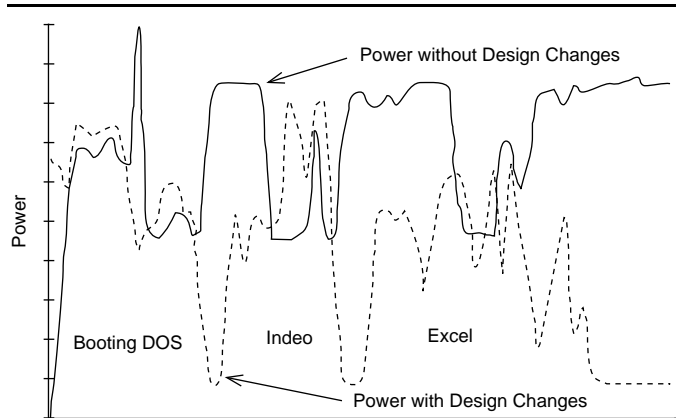 Power without Design Changes
Power
Booting DOS
Indeo
Excel
Power with Design Changes